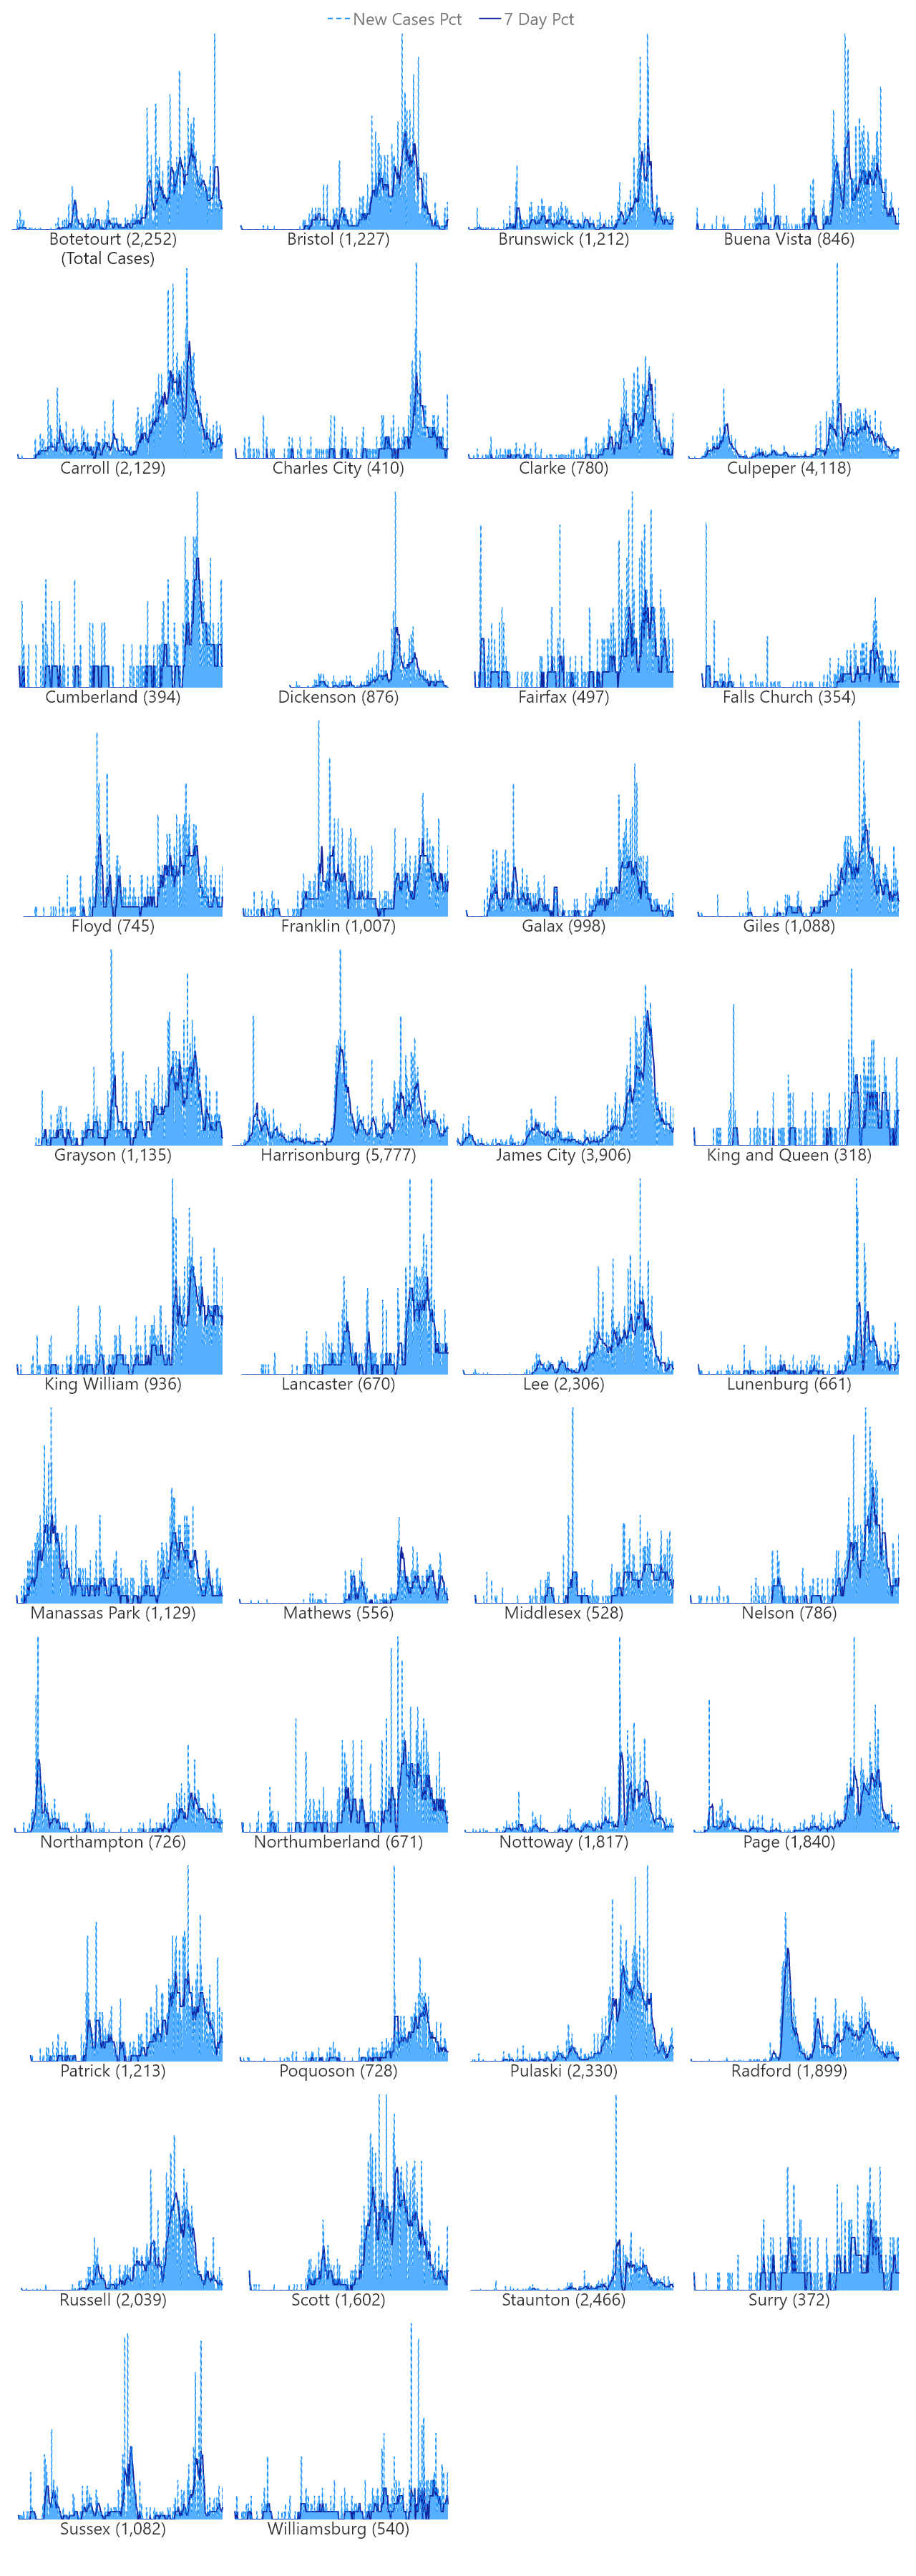 New Cases Pct 7 Day Pct
Botetourt (2,252) Bristol (1,227) Brunswick (1,212) Buena Vista (846)
(Total Cases)
Carroll (2,129) Charles City (410) Clarke (780) Culpeper (4,118)
Cumberland (394) Dickenson (876) Fairfax (497) Falls Church (354)
Floyd (745) Franklin (1,007) Galax (998) Giles (1,088)
Grayson (1,135) Harrisonburg (5,777) James City (3,906) King and Queen (318)
King William (936) Lancaster (670) Lee (2,306) Lunenburg (661)
Manassas Park (1,129) Mathews (556) Middlesex (528) Nelson (786)
Northampton (726) Northumberland (671) Nottoway (1,817) Page (1,840)
Patrick (1,213) Poquoson (728) Pulaski (2,330) Radford (1,899)
Russell (2,039) Scott (1,602) Staunton (2,466) Surry (372)
Sussex (1,082) Williamsburg (540)